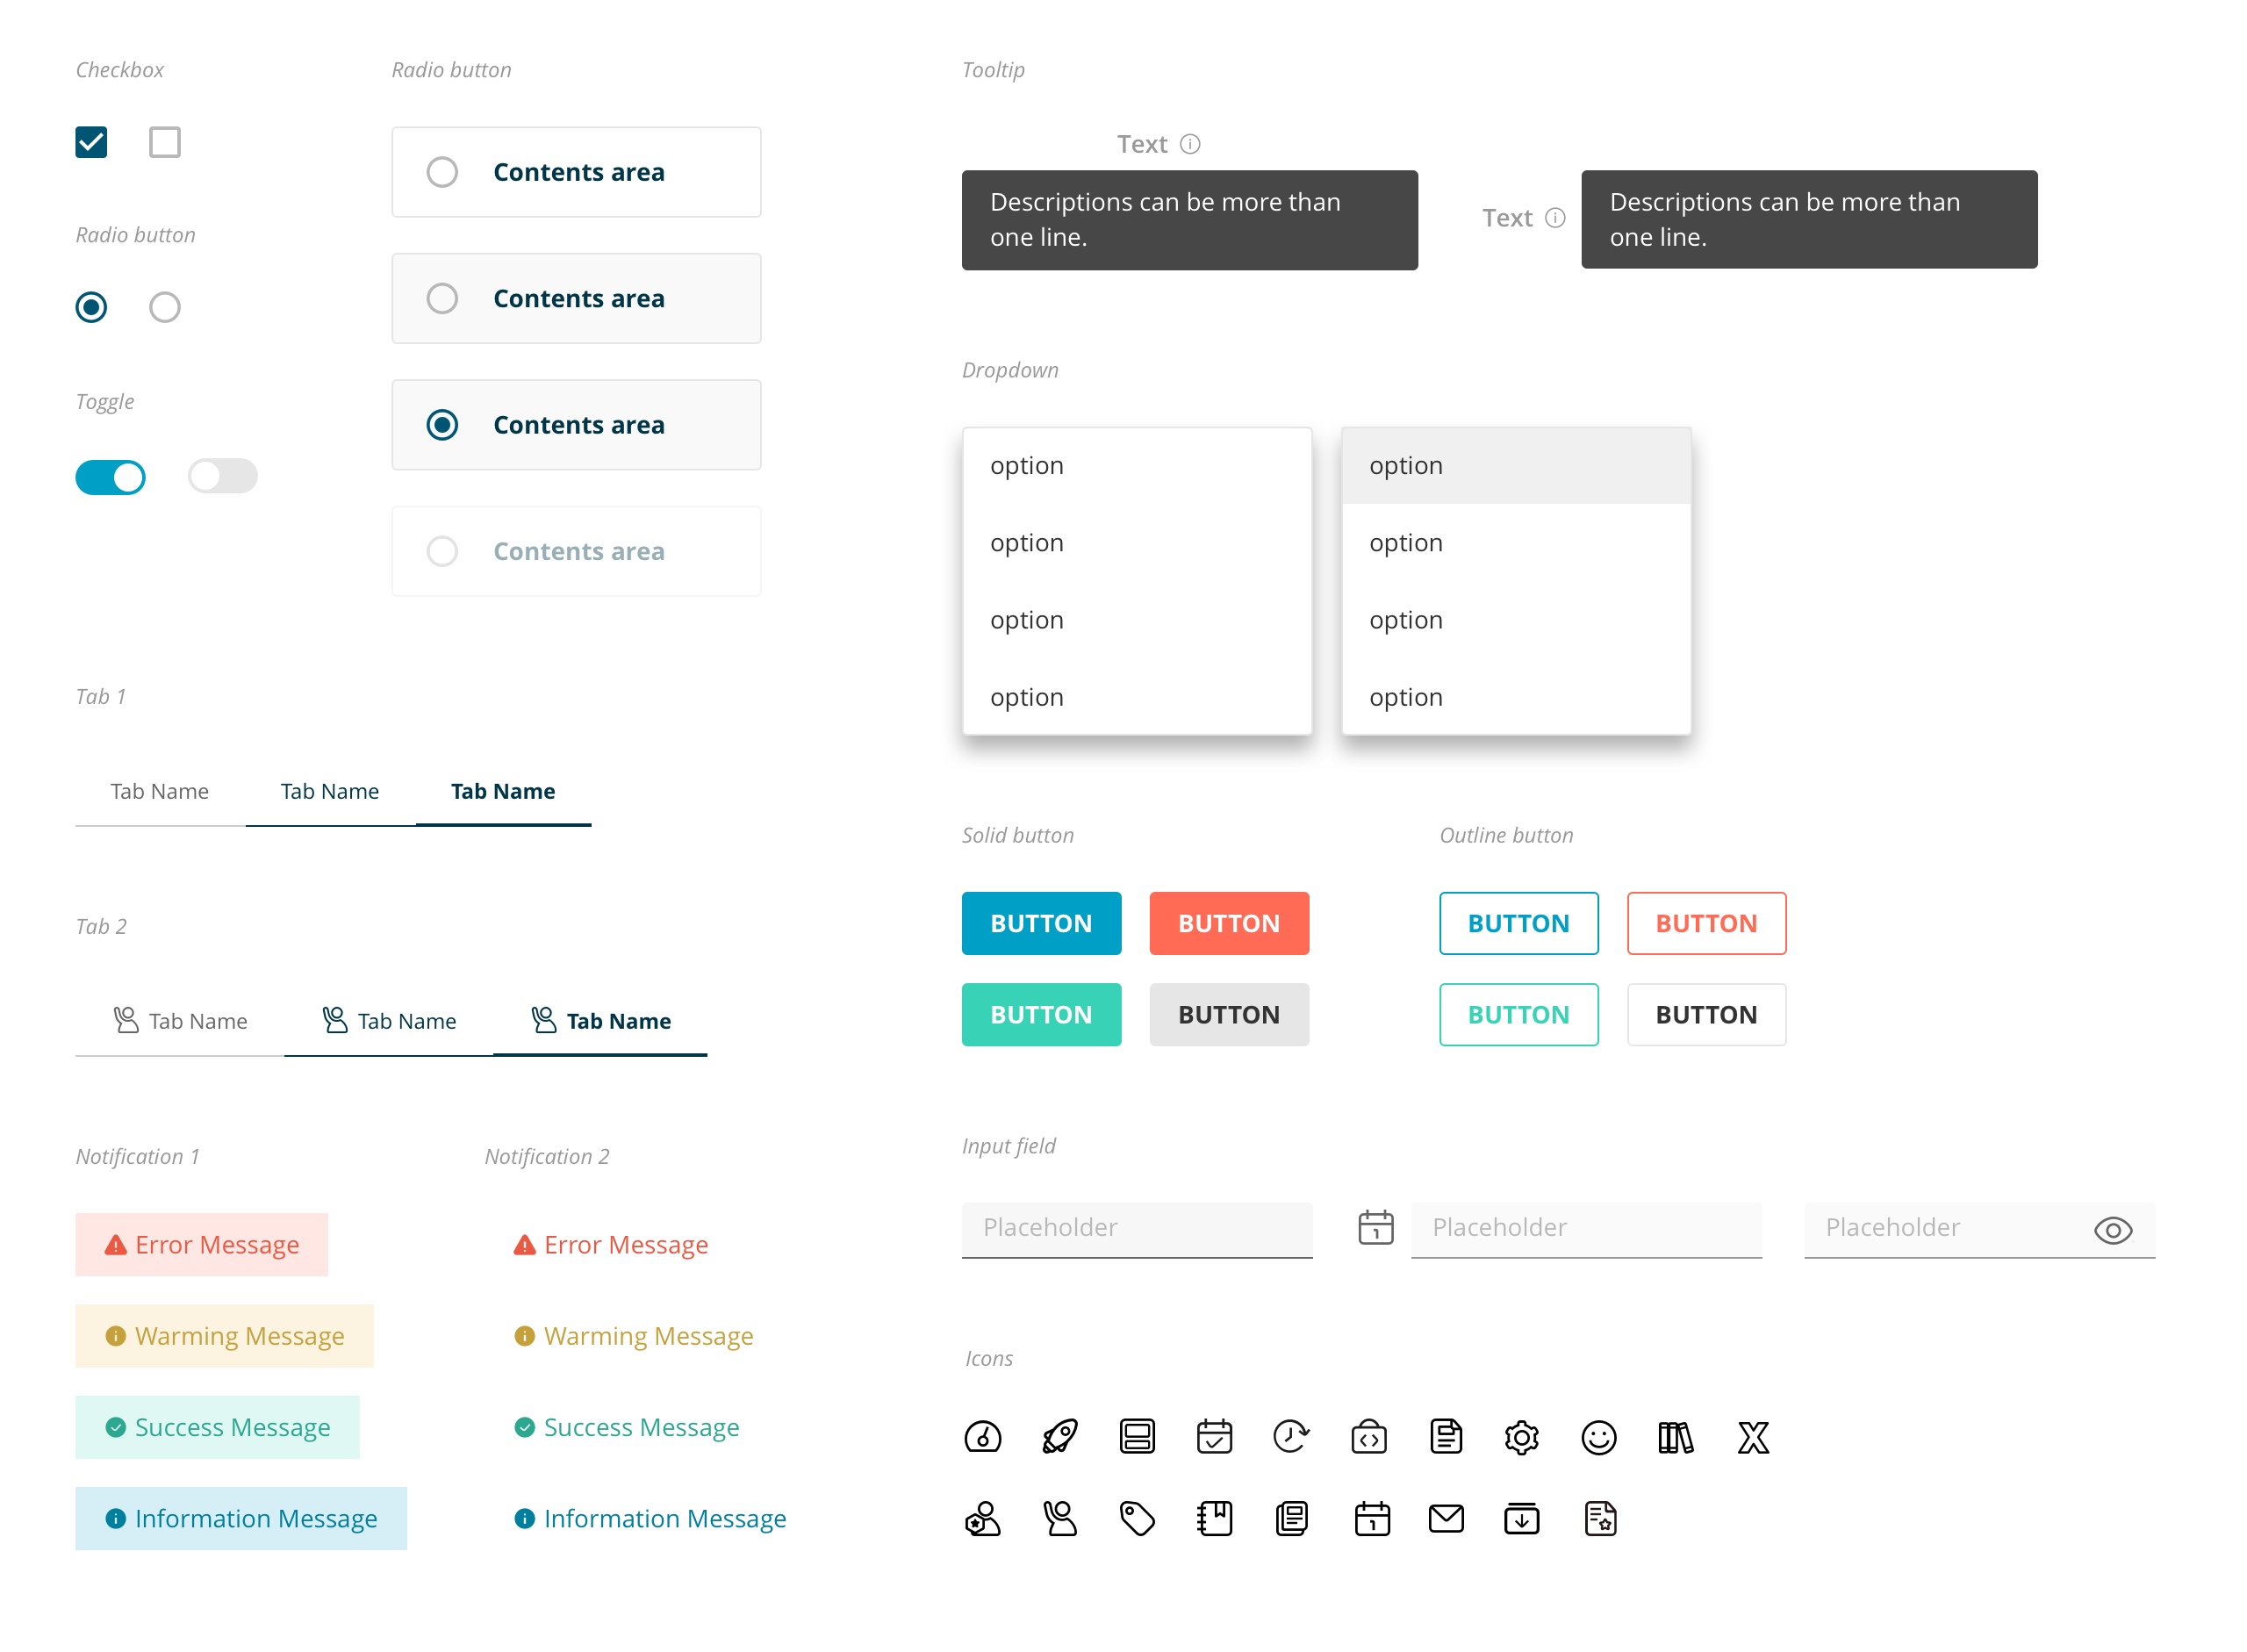 Checkbox
Radio button
Toggle
Radio button
Contents area
Contents area
Contents area
Contents area
Tab 1
Tab Name Tab Name Tab Name
Tab 2
Tab Name Tab Name Tab Name
Notification 1
Error Message
Warming Message
Success Message
Information Message
Notification 2
Error Message
Warming Message
Success Message
Information Message
Tooltip
Text
Descriptions can be more than
one line.
Text
Descriptions can be more than
one line.
Dropdown
option
option
option
option
option
option
option
option
Solid button
BUTTON BUTTON
BUTTON BUTTON
Outline button
BUTTON BUTTON
BUTTON BUTTON
Input field
Placeholder Placeholder Placeholder
Icons